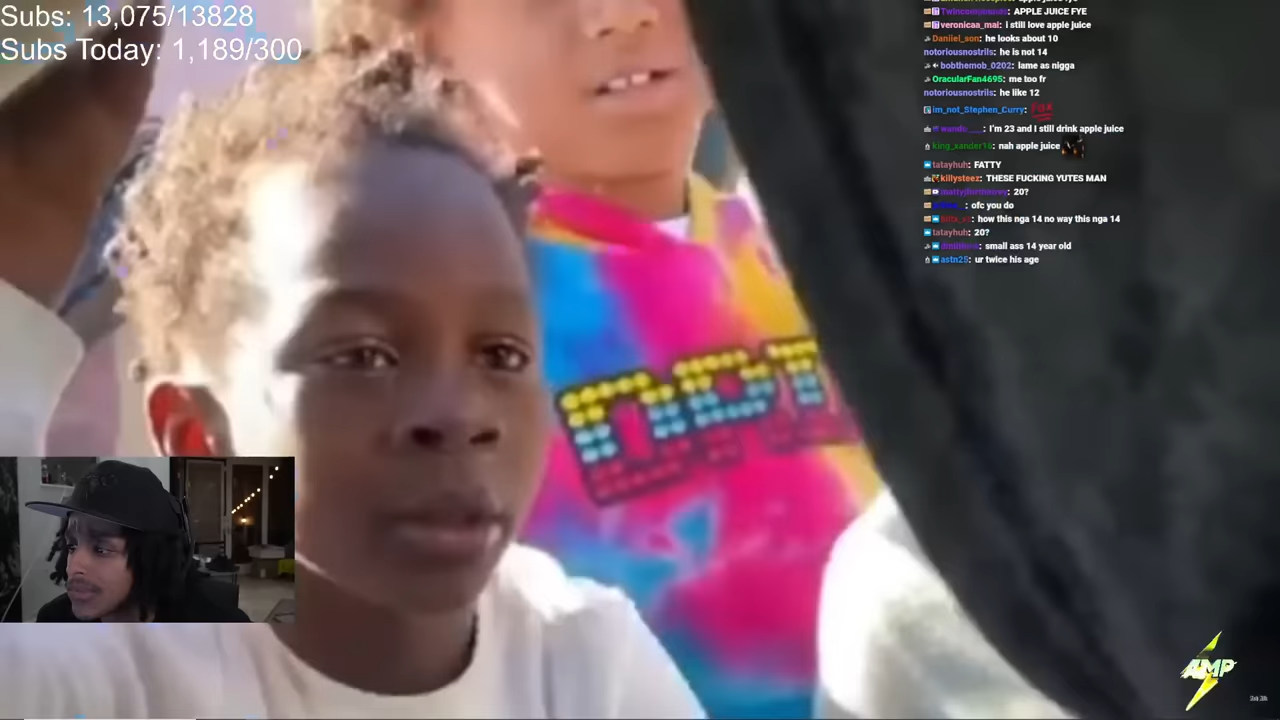 Subs: 13,075/13828
Subs Today: 1,189/300
APPLE JUICE FYE
veronicaa_mai: i still love apple juice
Daniel_son: he looks about 10
notoriousnostrils: he is not 14
bobthemob_0202: lame as nigga
OracularFan4695: me too fr
notoriousnostrils: he like 12
im_not_Stephen_Curry:
I'm 23 and I still drink apple juice
nah apple juice
tatayhuh: FATTY
killysteez: THESE FUCKING YUTES MAN
20?
ofc you do
how this nga 14 no way this nga 14
tatayhuh: 20?
small ass 14 year old
astn25: ur twice his age
AMP